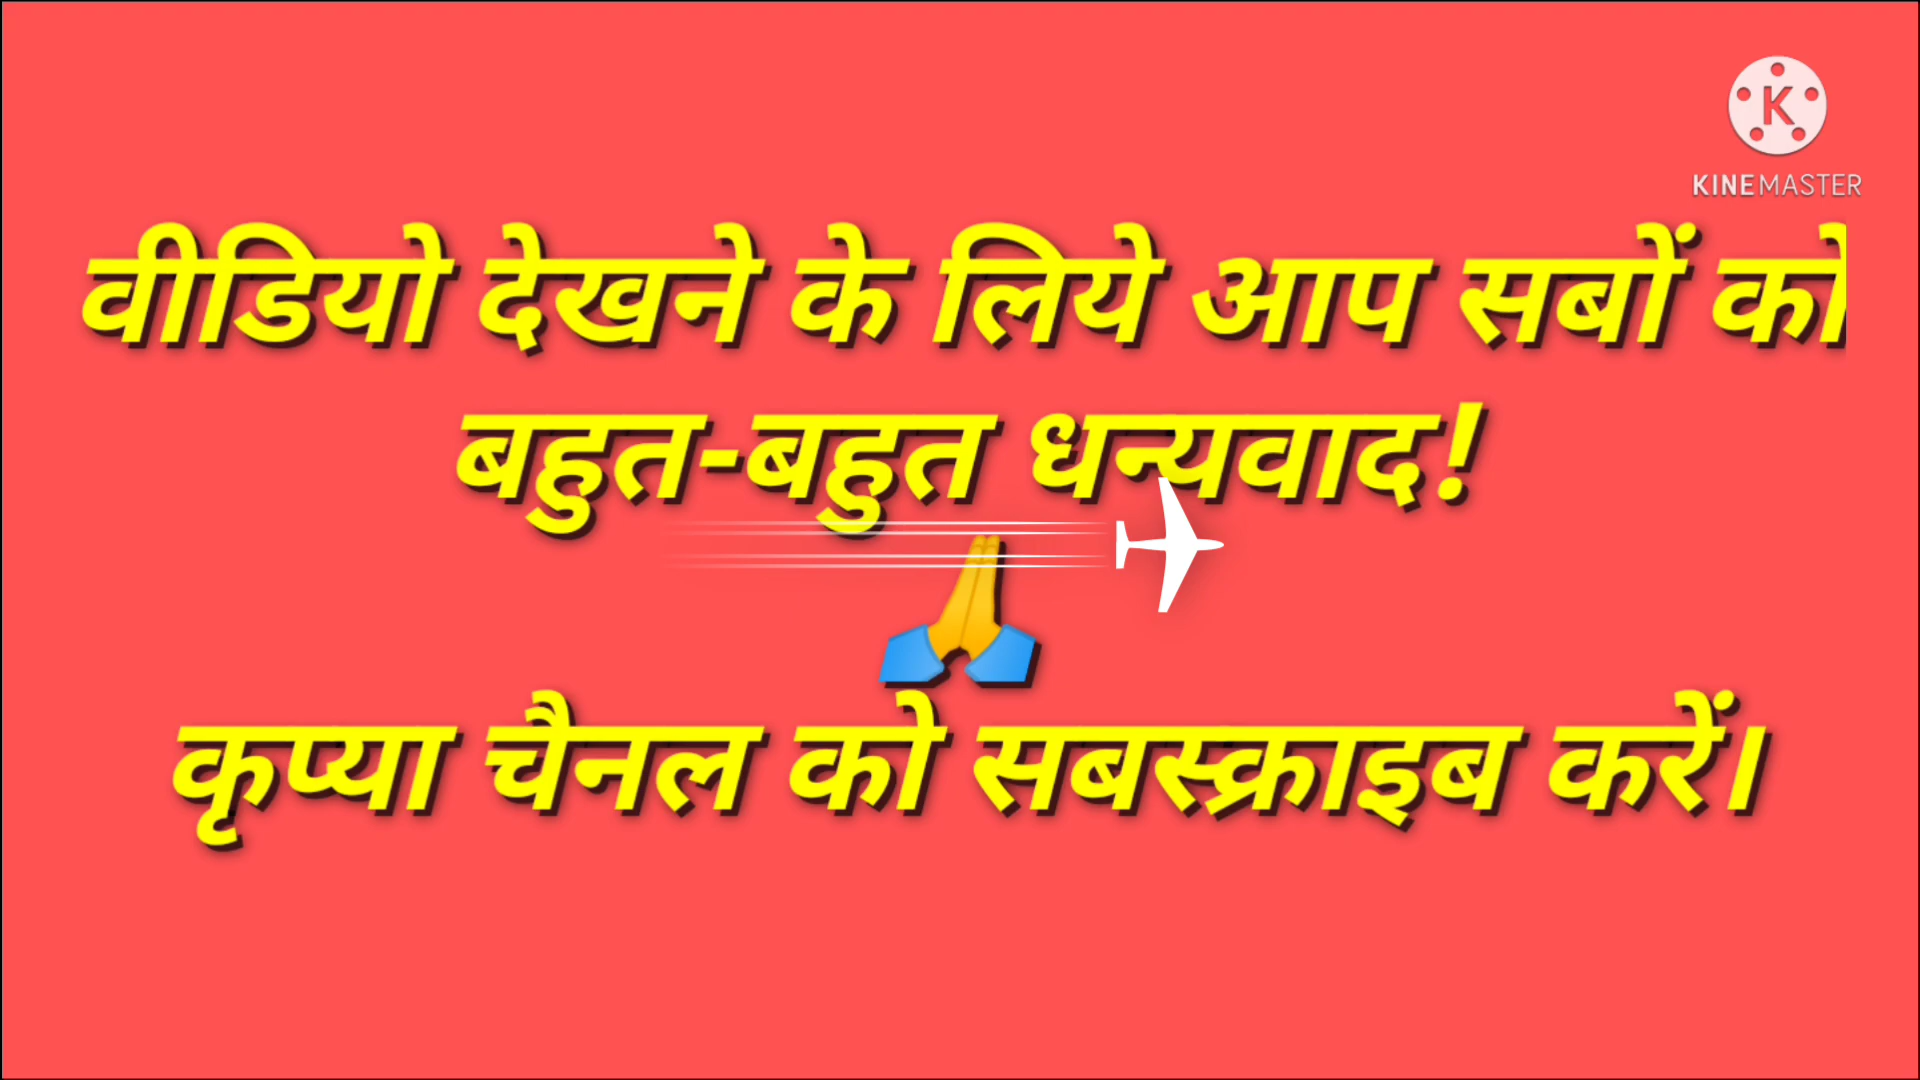 KINEMASTER
वीडियो देखने के लिये आप सबों को
बहुत-बहुत धन्यवाद!
🙏
कृप्या चैनल को सबस्क्राइब करें।